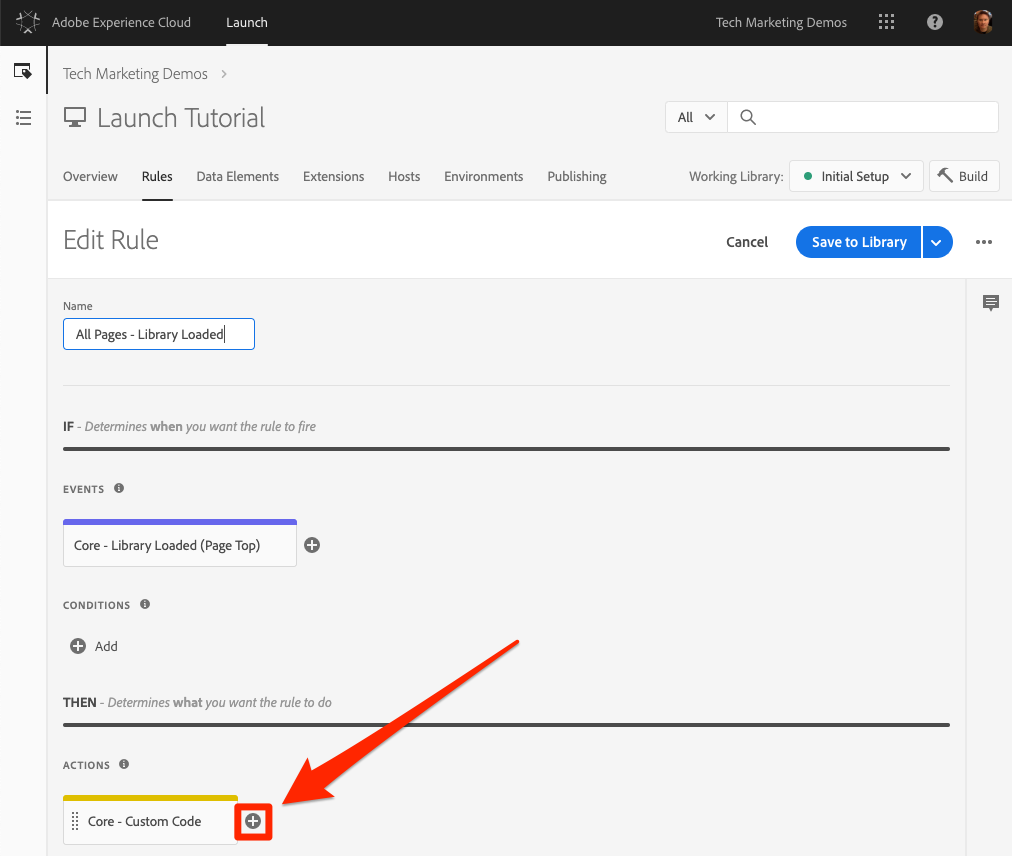 Adobe Experience Cloud Launch Tech Marketing Demos
Tech Marketing Demos
Launch Tutorial
All
Overview Rules Data Elements Extensions Hosts Environments Publishing Working Library: Initial Setup Build
Edit Rule
Cancel Save to Library
Name
All Pages - Library Loaded
IF - Determines when you want the rule to fire
EVENTS
Core - Library Loaded (Page Top)
CONDITIONS
Add
THEN - Determines what you want the rule to do
ACTIONS
Core - Custom Code